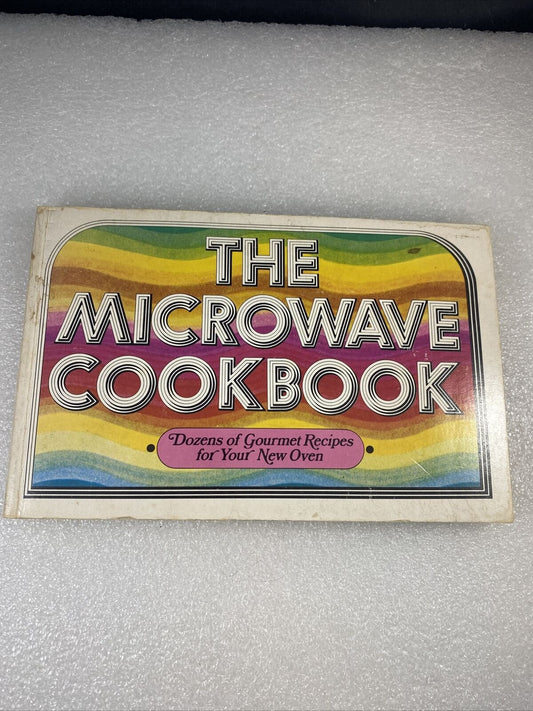 THE
MICROWAVE
COOKBOOK
Dozens of Gourmet Recipes
for Your New Oven